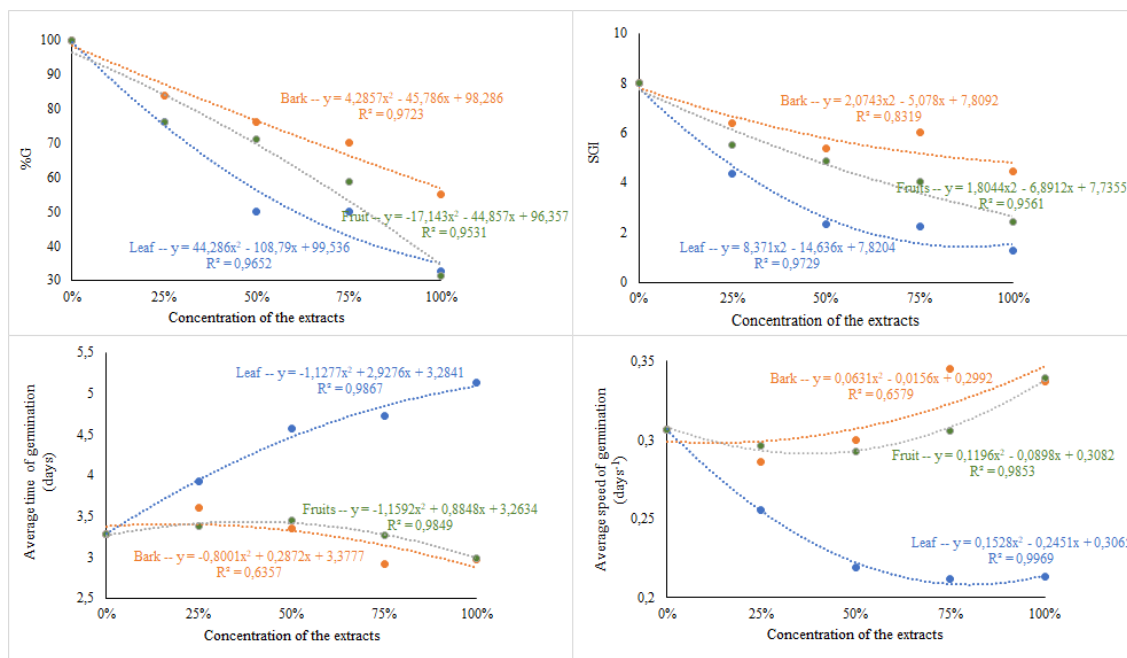 100
90
80
70
60
50
40
30
%G
Bark -- y = 4,2857x² - 45,786x + 98,286
R² = 0,9723
Fruit -- y = -17,143x² - 44,857x + 96,357
R² = 0,9531
Leaf -- y = 44,286x² - 108,79x + 99,536
R² = 0,9652
0% 25% 50% 75% 100%
Concentration of the extracts
10
8
6
4
2
0
SGI
Bark -- y = 2,0743x2 - 5,078x + 7,8092
R² = 0,8319
Fruits -- y = 1,8044x2 - 6,8912x + 7,7355
R² = 0,9561
Leaf -- y = 8,371x2 - 14,636x + 7,8204
R² = 0,9729
0% 25% 50% 75% 100%
Concentration of the extracts
5,5
5
4,5
4
3,5
3
2,5
Average time of germination
(days)
Leaf -- y = -1,1277x² + 2,9276x + 3,2841
R² = 0,9867
Fruits -- y = -1,1592x² + 0,8848x + 3,2634
R² = 0,9849
Bark -- y = -0,8001x² + 0,2872x + 3,3777
R² = 0,6357
0% 25% 50% 75% 100%
Concentration of the extracts
0,35
0,3
0,25
0,2
Average speed of germination
(days⁻¹)
Bark -- y = 0,0631x² - 0,0156x + 0,2992
R² = 0,6579
Fruit -- y = 0,1196x² - 0,0898x + 0,3082
R² = 0,9853
Leaf -- y = 0,1528x² - 0,2451x + 0,306
R² = 0,9969
0% 25% 50% 75% 100%
Concentration of the extracts